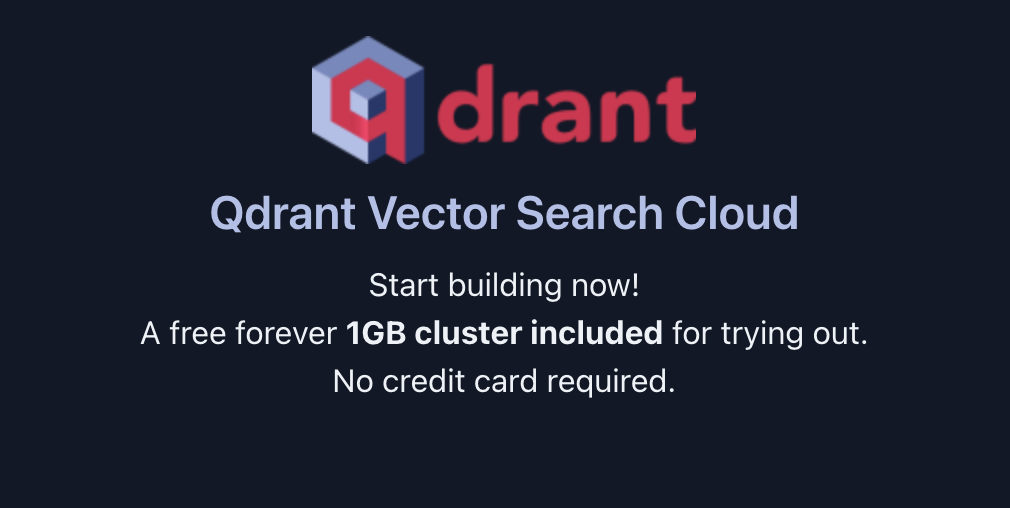 qdrant
Qdrant Vector Search Cloud
Start building now!
A free forever 1GB cluster included for trying out.
No credit card required.